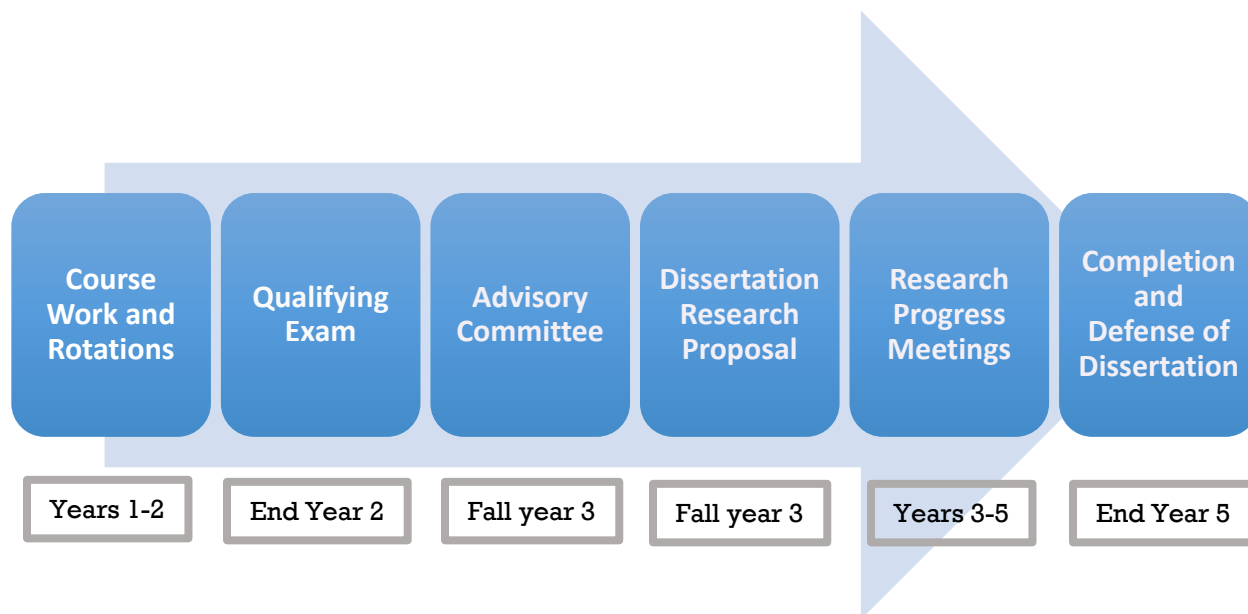 Course
Work and
Rotations
Qualifying
Exam
Advisory
Committee
Dissertation
Research
Proposal
Research
Progress
Meetings
Completion
and
Defense of
Dissertation
Years 1-2
End Year 2
Fall year 3
Fall year 3
Years 3-5
End Year 5